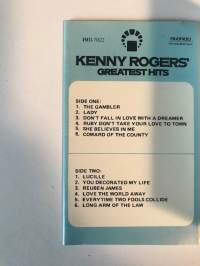 KENNY ROGERS'
GREATEST HITS
SIDE ONE:
1. THE GAMBLER
2. LADY
3. DON'T FALL IN LOVE WITH A DREAMER
4. RUBY DON'T TAKE YOUR LOVE TO TOWN
5. SHE BELIEVES IN ME
6. COWARD OF THE COUNTY
SIDE TWO:
1. LUCILLE
2. YOU DECORATED MY LIFE
3. REUBEN JAMES
4. LOVE THE WORLD AWAY
5. EVERYTIME TWO FOOLS COLLIDE
6. LONG ARM OF THE LAW